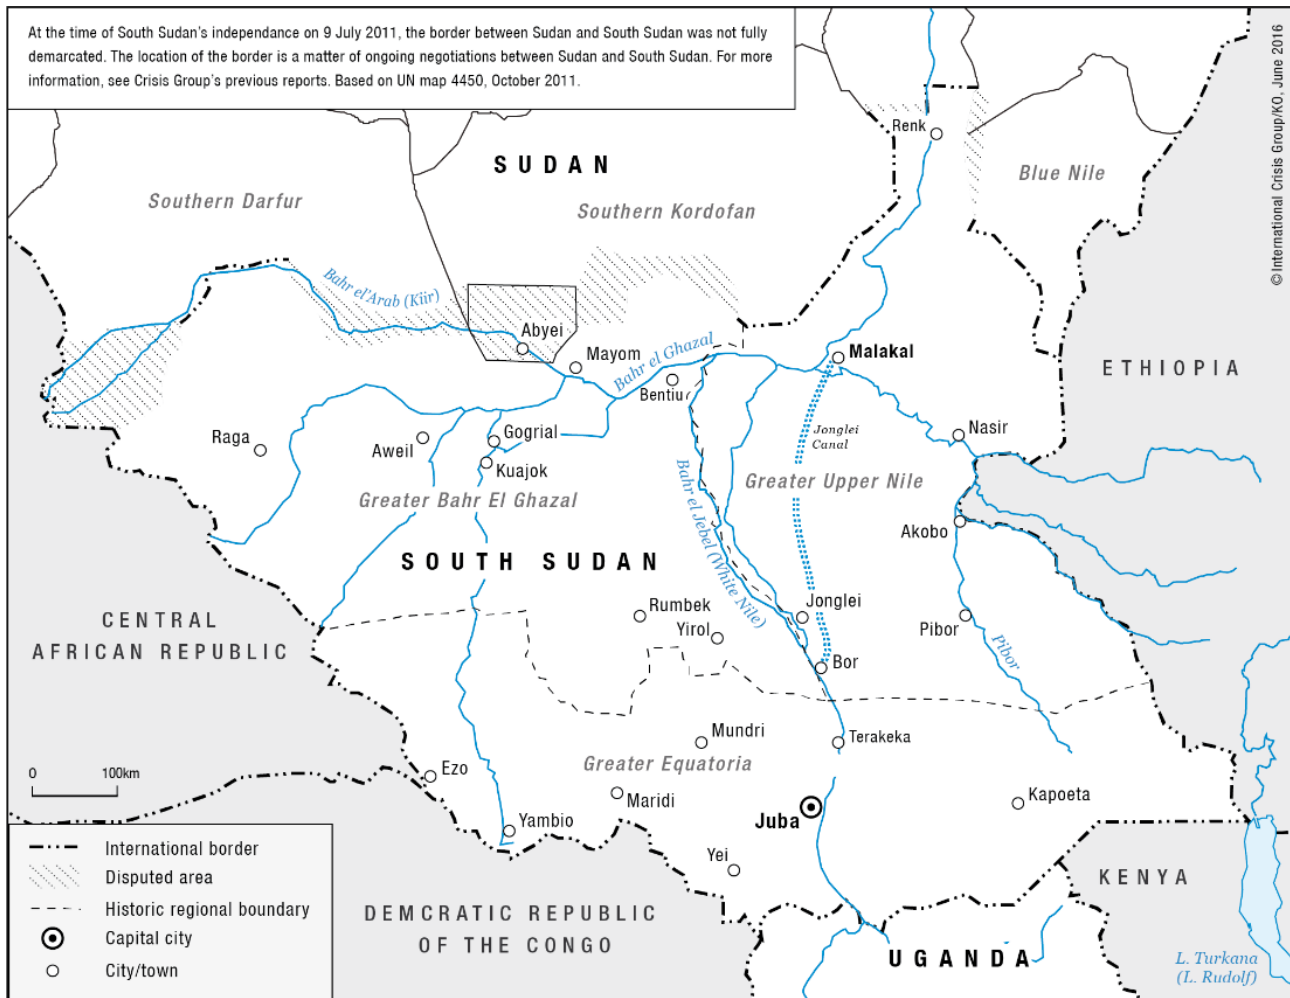 At the time of South Sudan's independance on 9 July 2011, the border between Sudan and South Sudan was not fully
demarcated. The location of the border is a matter of ongoing negotiations between Sudan and South Sudan. For more
information, see Crisis Group's previous reports. Based on UN map 4450, October 2011.
© International Crisis Group/KO, June 2016
Renk
SUDAN
Blue Nile
Southern Darfur
Southern Kordofan
Bahr el'Arab (Kiir)
Abyei
Mayom
Bahr el Ghazal
Malakal
ETHIOPIA
Bentiu
Jonglei
Canal
Nasir
Raga
Aweil
Gogrial
Kuajok
Greater Bahr El Ghazal
Greater Upper Nile
Bahr el Jebel (White Nile)
Akobo
SOUTH SUDAN
CENTRAL
AFRICAN REPUBLIC
Rumbek
Yirol
Jonglei
Pibor
Pibor
Bor
Mundri
Terakeka
Greater Equatoria
Ezo
Maridi
Kapoeta
Juba
Yambio
Yei
0 100km
KENYA
DEMCRATIC REPUBLIC
OF THE CONGO
UGANDA
L. Turkana
(L. Rudolf)
International border
Disputed area
Historic regional boundary
Capital city
City/town